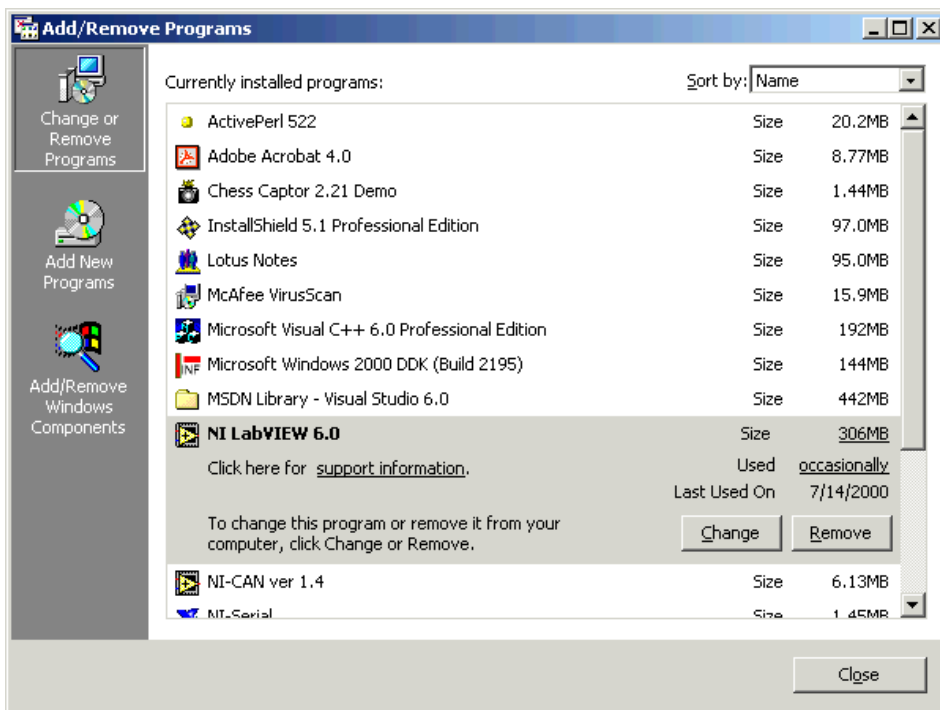 Add/Remove Programs
Change or
Remove
Programs
Add New
Programs
Add/Remove
Windows
Components
Currently installed programs:
Sort by: Name
ActivePerl 522 Size 20.2MB
Adobe Acrobat 4.0 Size 8.77MB
Chess Captor 2.21 Demo Size 1.44MB
InstallShield 5.1 Professional Edition Size 97.0MB
Lotus Notes Size 95.0MB
McAfee VirusScan Size 15.9MB
Microsoft Visual C++ 6.0 Professional Edition Size 192MB
INF Microsoft Windows 2000 DDK (Build 2195) Size 144MB
MSDN Library - Visual Studio 6.0 Size 442MB
NI LabVIEW 6.0 Size 306MB
Click here for support information. Used occasionally
Last Used On 7/14/2000
To change this program or remove it from your
computer, click Change or Remove.
Change Remove
NI-CAN ver 1.4 Size 6.13MB
NI-Serial Size 1.45MB
Close